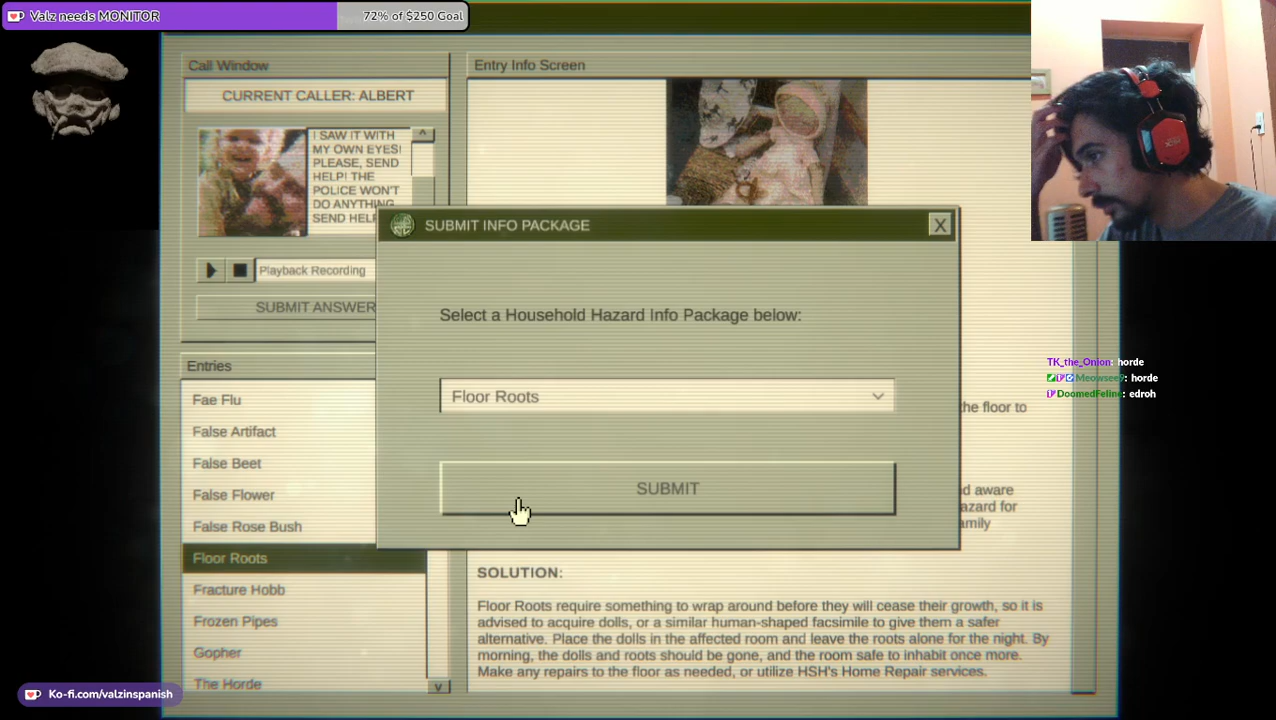 Valz needs MONITOR
72% of $250 Goal
Call Window
CURRENT CALLER: ALBERT
I SAW IT WITH
MY OWN EYES!
PLEASE, SEND
HELP! THE
POLICE WON'T
DO ANYTHING
SEND HELP
Playback Recording
SUBMIT ANSWER
Entries
Fae Flu
False Artifact
False Beet
False Flower
False Rose Bush
Floor Roots
Fracture Hobb
Frozen Pipes
Gopher
The Horde
v
Ko-fi.com/valzinspanish
Entry Info Screen
SUBMIT INFO PACKAGE
X
Select a Household Hazard Info Package below:
Floor Roots
SUBMIT
the floor to
d aware
azard for
amily
SOLUTION:
Floor Roots require something to wrap around before they will cease their growth, so it is
advised to acquire dolls, or a similar human-shaped facsimile to give them a safer
alternative. Place the dolls in the affected room and leave the roots alone for the night. By
morning, the dolls and roots should be gone, and the room safe to inhabit once more.
Make any repairs to the floor as needed, or utilize HSH's Home Repair services.
TK_the_Onion: horde
Meowsee9: horde
DoomedFeline: edroh